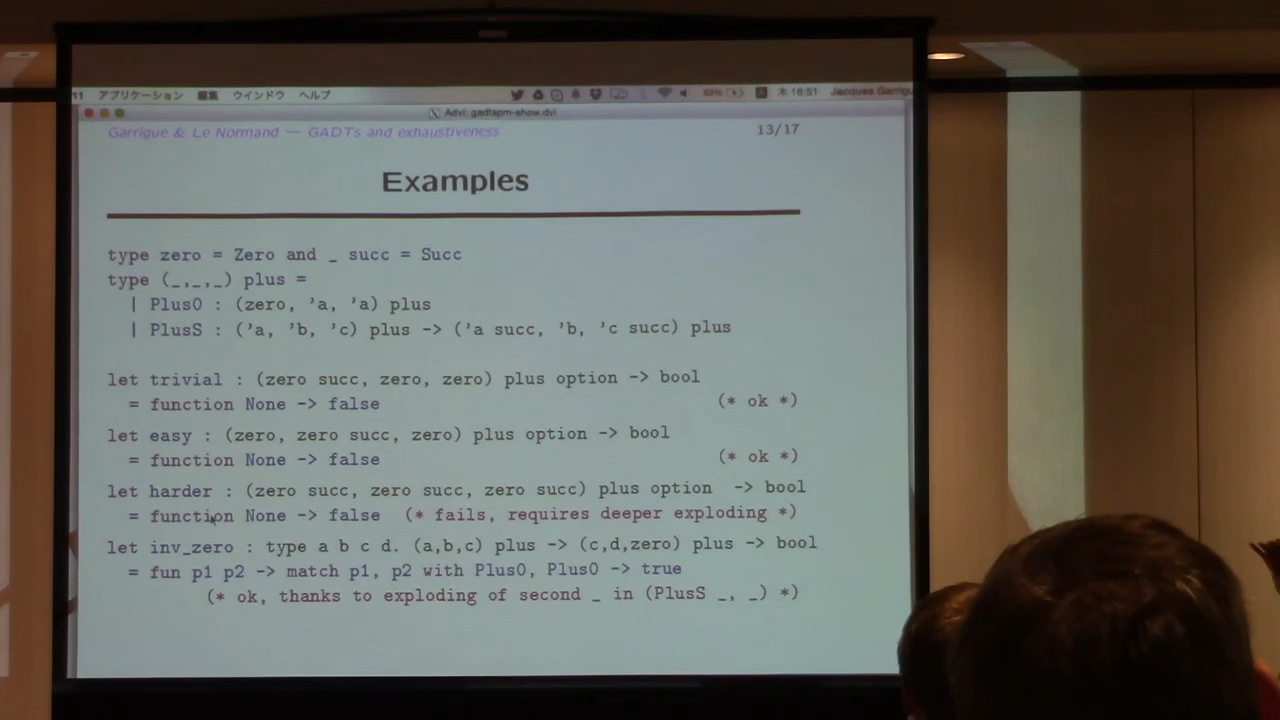 11 アプリケーション 編集 ウインドウ ヘルプ 木 16:51 Jacques Garrigu
Advi: gadtspm-show.dvi
Garrigue & Le Normand — GADTs and exhaustiveness 13/17
Examples
type zero = Zero and _ succ = Succ
type (_,_,_) plus =
| Plus0 : (zero, 'a, 'a) plus
| PlusS : ('a, 'b, 'c) plus -> ('a succ, 'b, 'c succ) plus
let trivial : (zero succ, zero, zero) plus option -> bool
= function None -> false (* ok *)
let easy : (zero, zero succ, zero) plus option -> bool
= function None -> false (* ok *)
let harder : (zero succ, zero succ, zero succ) plus option -> bool
= function None -> false (* fails, requires deeper exploding *)
let inv_zero : type a b c d. (a,b,c) plus -> (c,d,zero) plus -> bool
= fun p1 p2 -> match p1, p2 with Plus0, Plus0 -> true
(* ok, thanks to exploding of second _ in (PlusS _, _) *)